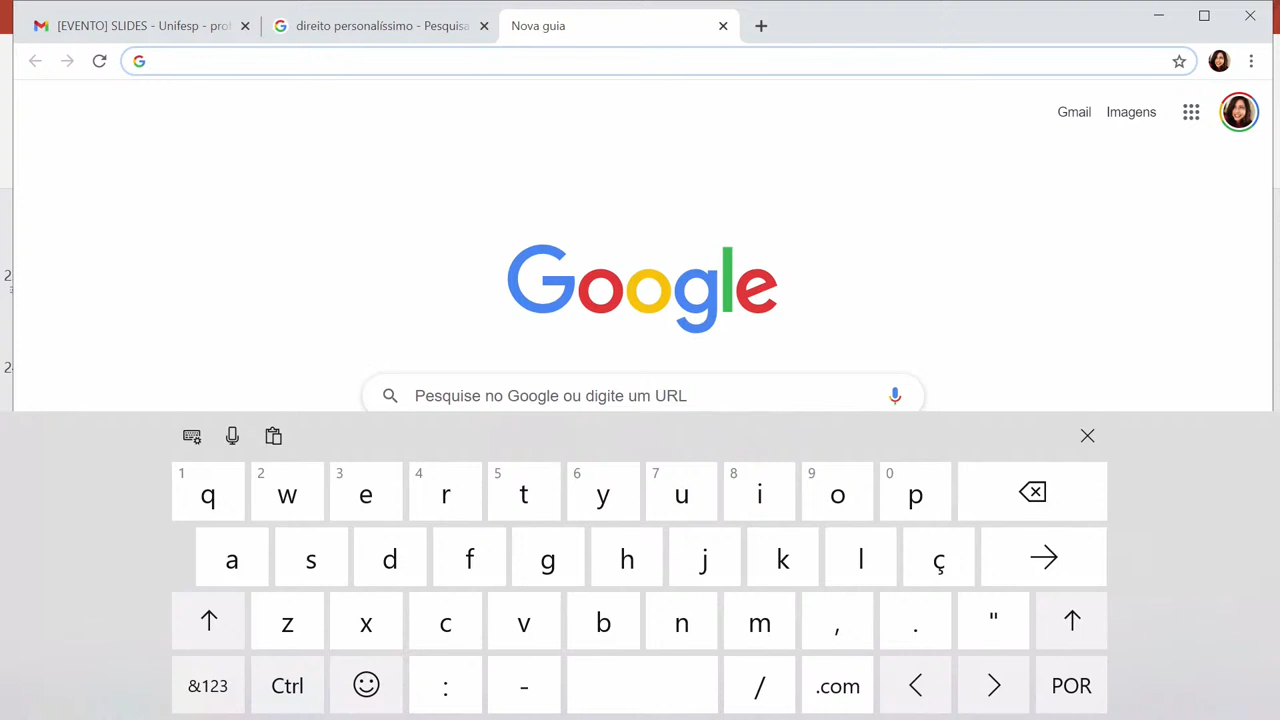 [EVENTO] SLIDES - Unifesp - prof
direito personalíssimo - Pesquisa
Nova guia
Gmail Imagens
Google
Pesquise no Google ou digite um URL
1 2 3 4 5 6 7 8 9 0
q w e r t y u i o p
a s d f g h j k l ç
z x c v b n m , . "
&123 Ctrl : - / .com < > POR